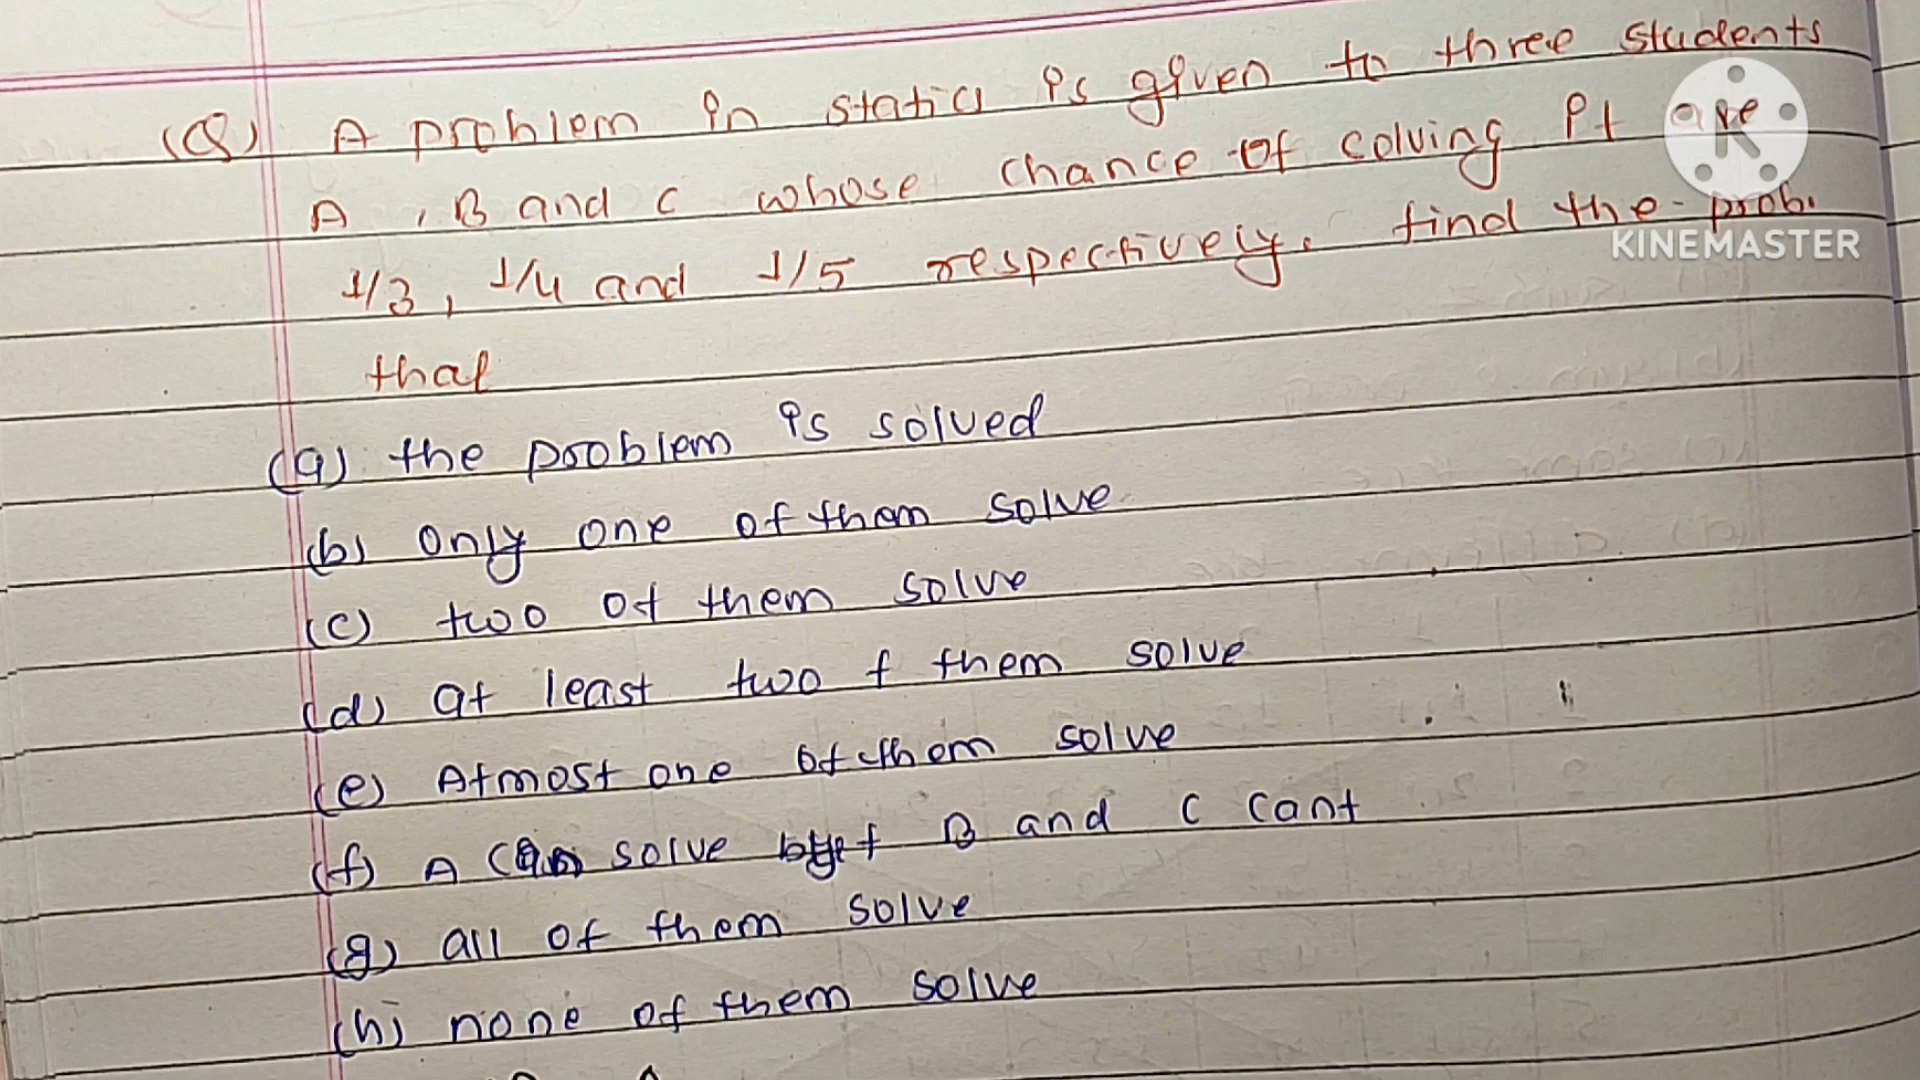 (Q) A problem in statics is given to three students
A, B and C whose chance of solving it are
1/3, 1/4 and 1/5 respectively. find the prob.
that
(a) the problem is solved
(b) only one of them solve
(c) two of them solve
(d) at least two f them solve
(e) Atmost one of them solve
(f) A can solve but B and C cant
(g) all of them solve
(h) none of them solve
KINEMASTER